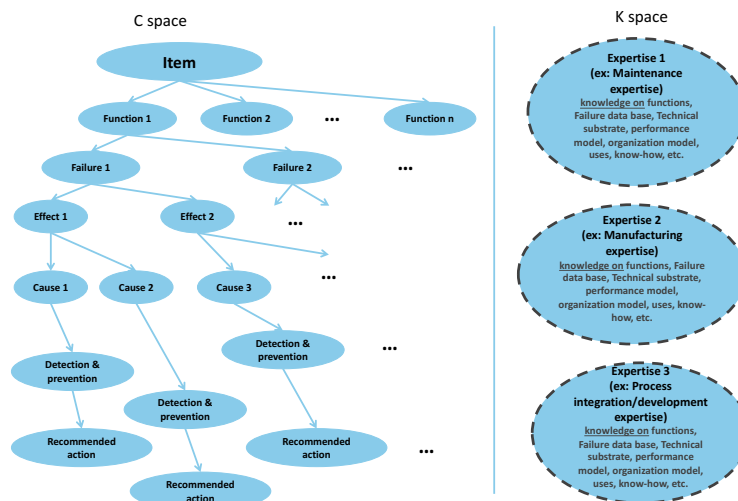 C space
K space
Item
Function 1
Function 2
...
Function n
Failure 1
Failure 2
...
Effect 1
Effect 2
...
Cause 1
Cause 2
Cause 3
...
Detection &
prevention
Detection &
prevention
Detection &
prevention
...
Recommended
action
Recommended
action
Recommended
action
...
Expertise 1
(ex: Maintenance
expertise)
knowledge on functions,
Failure data base, Technical
substrate, performance
model, organization model,
uses, know-how, etc.
Expertise 2
(ex: Manufacturing
expertise)
knowledge on functions, Failure
data base, Technical substrate,
performance model,
organization model, uses, know-
how, etc.
Expertise 3
(ex: Process
integration/development
expertise)
knowledge on functions,
Failure data base, Technical
substrate, performance
model, organization model,
uses, know-how, etc.